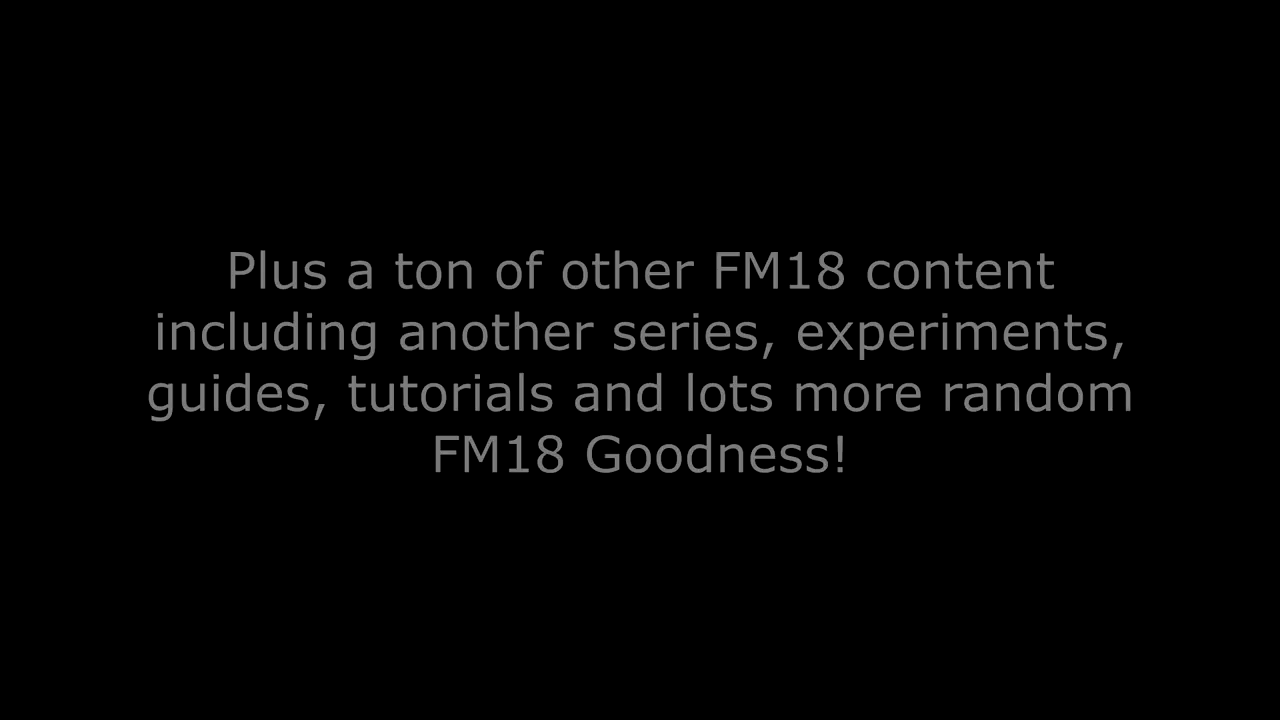 Plus a ton of other FM18 content
including another series, experiments,
guides, tutorials and lots more random
FM18 Goodness!